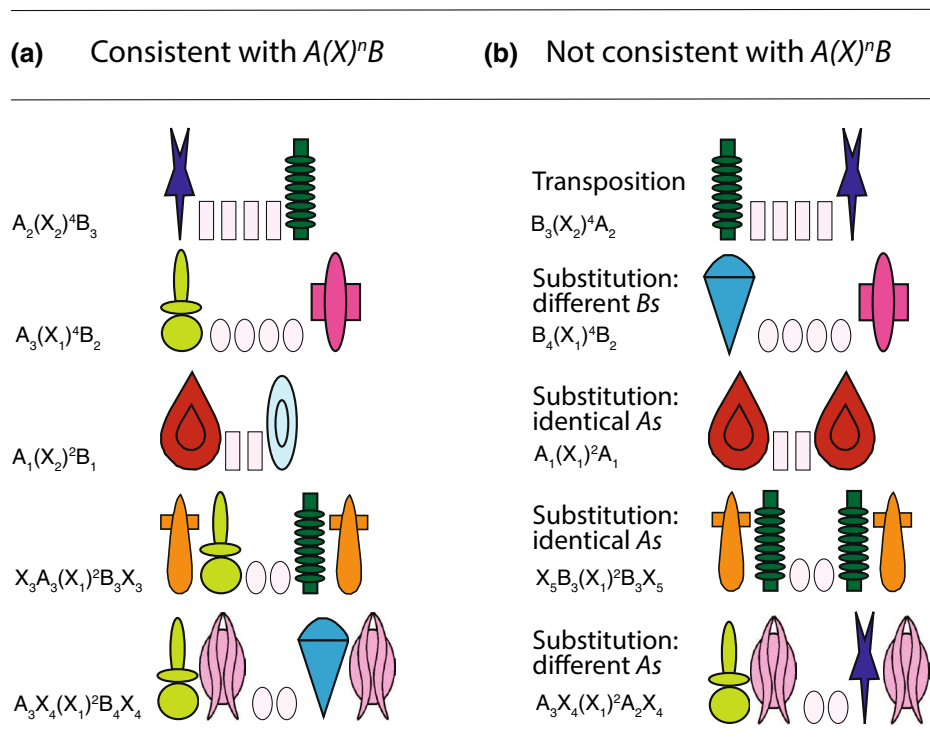 (a) Consistent with A(X)ⁿB
(b) Not consistent with A(X)ⁿB
A₂(X₂)⁴B₃
Transposition
B₃(X₂)⁴A₂
A₃(X₁)⁴B₂
Substitution:
different Bs
B₄(X₁)⁴B₂
A₁(X₂)²B₁
Substitution:
identical As
A₁(X₁)²A₁
X₃A₃(X₁)²B₃X₃
Substitution:
identical As
X₅B₃(X₁)²B₃X₅
A₃X₄(X₁)²B₄X₄
Substitution:
different As
A₃X₄(X₁)²A₂X₄